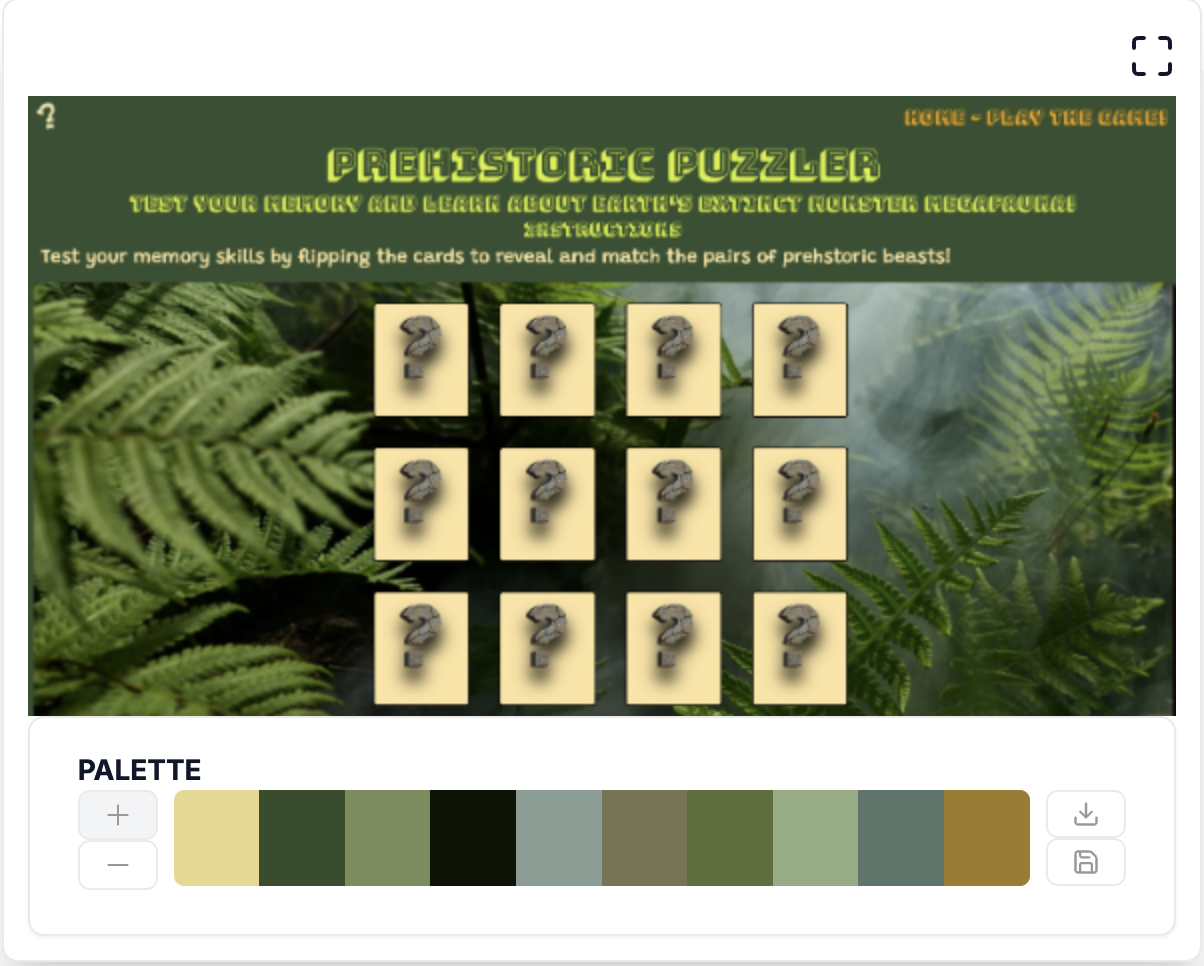 ?
HOME - PLAY THE GAME!
PREHISTORIC PUZZLER
TEST YOUR MEMORY AND LEARN ABOUT EARTH'S EXTINCT MONSTER MEGAFAUNA!
INSTRUCTIONS
Test your memory skills by flipping the cards to reveal and match the pairs of prehistoric beasts!
? ? ? ?
? ? ? ?
? ? ? ?
PALETTE